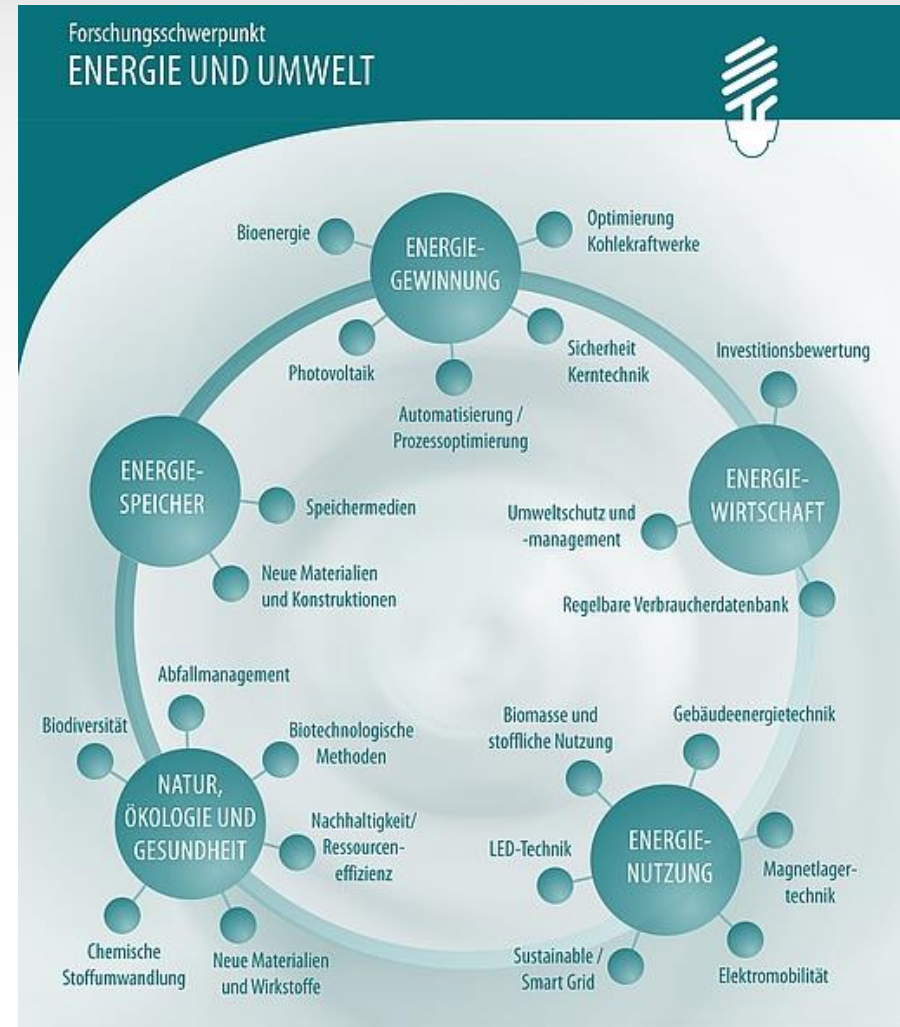 Forschungsschwerpunkt
ENERGIE UND UMWELT
Bioenergie
ENERGIE-
GEWINNUNG
Optimierung
Kohlekraftwerke
Photovoltaik
Automatisierung /
Prozessoptimierung
Sicherheit
Kerntechnik
Investitionsbewertung
ENERGIE-
WIRTSCHAFT
Umweltschutz und
-management
Regelbare Verbraucherdatenbank
ENERGIE-
SPEICHER
Speichermedien
Neue Materialien
und Konstruktionen
Abfallmanagement
Biodiversität
Biotechnologische
Methoden
NATUR,
ÖKOLOGIE UND
GESUNDHEIT
Nachhaltigkeit/
Ressourcen-
effizienz
Chemische
Stoffumwandlung
Neue Materialien
und Wirkstoffe
Biomasse und
stoffliche Nutzung
Gebäudeenergietechnik
LED-Technik
ENERGIE-
NUTZUNG
Magnetlager-
technik
Sustainable /
Smart Grid
Elektromobilität